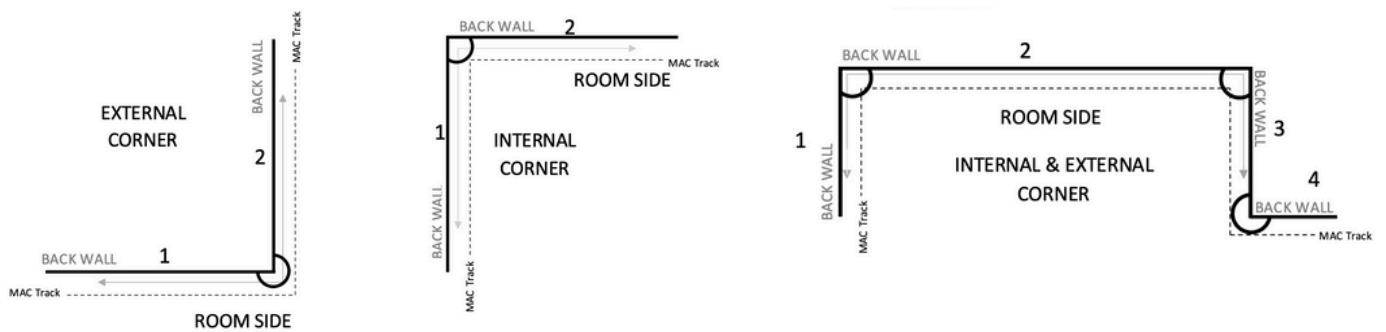 EXTERNAL
CORNER
BACK WALL
2
MAC Track
BACK WALL
1
MAC Track
ROOM SIDE
BACK WALL
2
MAC Track
ROOM SIDE
1
INTERNAL
CORNER
BACK WALL
MAC Track
BACK WALL
2
1
BACK WALL
MAC Track
ROOM SIDE
INTERNAL & EXTERNAL
CORNER
BACK WALL
3
4
BACK WALL
MAC Track